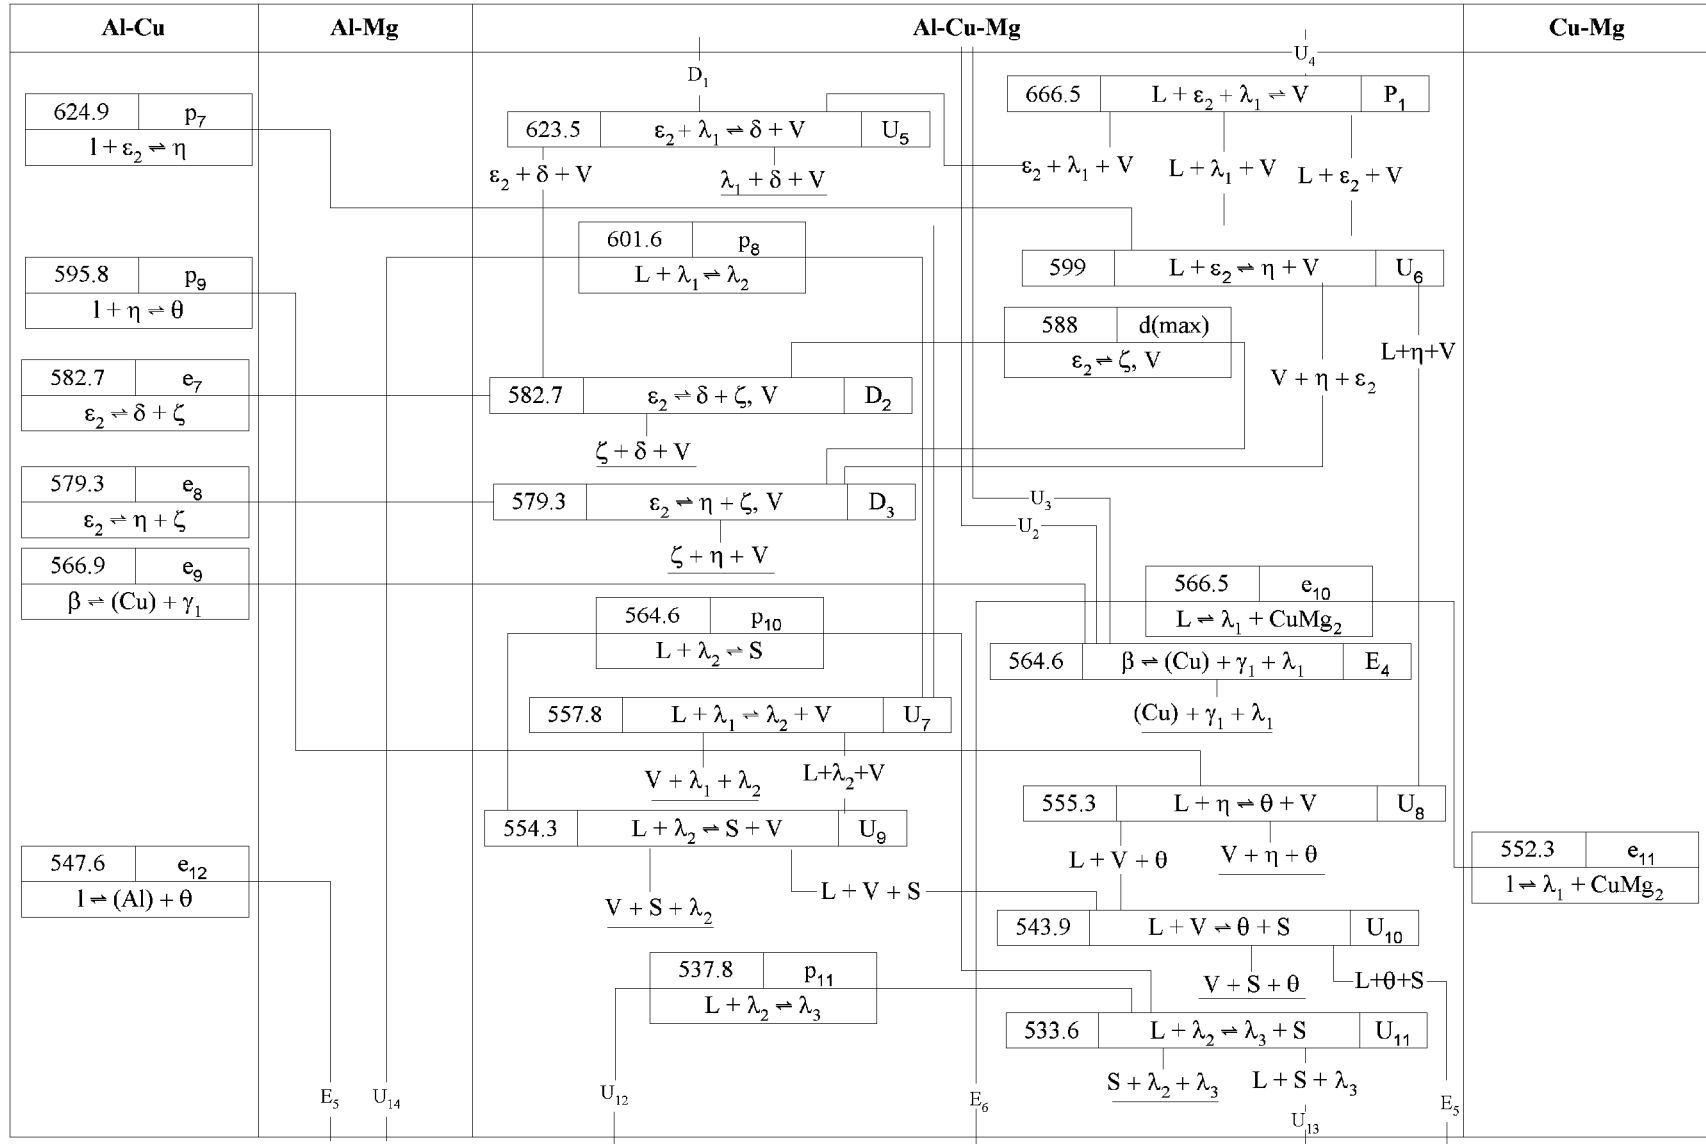 Al-Cu
Al-Mg
Al-Cu-Mg
Cu-Mg
624.9 p₇
l + ε₂ ⇌ η
595.8 p₉
l + η ⇌ θ
582.7 e₇
ε₂ ⇌ δ + ζ
579.3 e₈
ε₂ ⇌ η + ζ
566.9 e₉
β ⇌ (Cu) + γ₁
547.6 e₁₂
l ⇌ (Al) + θ
E₅
U₁₄
D₁
U₄
666.5 L + ε₂ + λ₁ ⇌ V P₁
623.5 ε₂ + λ₁ ⇌ δ + V U₅
ε₂ + δ + V
λ₁ + δ + V
ε₂ + λ₁ + V
L + λ₁ + V
L + ε₂ + V
601.6 p₈
L + λ₁ ⇌ λ₂
599 L + ε₂ ⇌ η + V U₆
588 d(max)
ε₂ ⇌ ζ, V
V + η + ε₂
L+η+V
582.7 ε₂ ⇌ δ + ζ, V D₂
ζ + δ + V
579.3 ε₂ ⇌ η + ζ, V D₃
ζ + η + V
U₃
U₂
566.5 e₁₀
L ⇌ λ₁ + CuMg₂
564.6 p₁₀
L + λ₂ ⇌ S
564.6 β ⇌ (Cu) + γ₁ + λ₁ E₄
(Cu) + γ₁ + λ₁
557.8 L + λ₁ ⇌ λ₂ + V U₇
V + λ₁ + λ₂
L+λ₂+V
555.3 L + η ⇌ θ + V U₈
L + V + θ
V + η + θ
554.3 L + λ₂ ⇌ S + V U₉
V + S + λ₂
L + V + S
543.9 L + V ⇌ θ + S U₁₀
V + S + θ
L+θ+S
537.8 p₁₁
L + λ₂ ⇌ λ₃
533.6 L + λ₂ ⇌ λ₃ + S U₁₁
S + λ₂ + λ₃
L + S + λ₃
U₁₂
E₆
U₁₃
E₅
552.3 e₁₁
l ⇌ λ₁ + CuMg₂